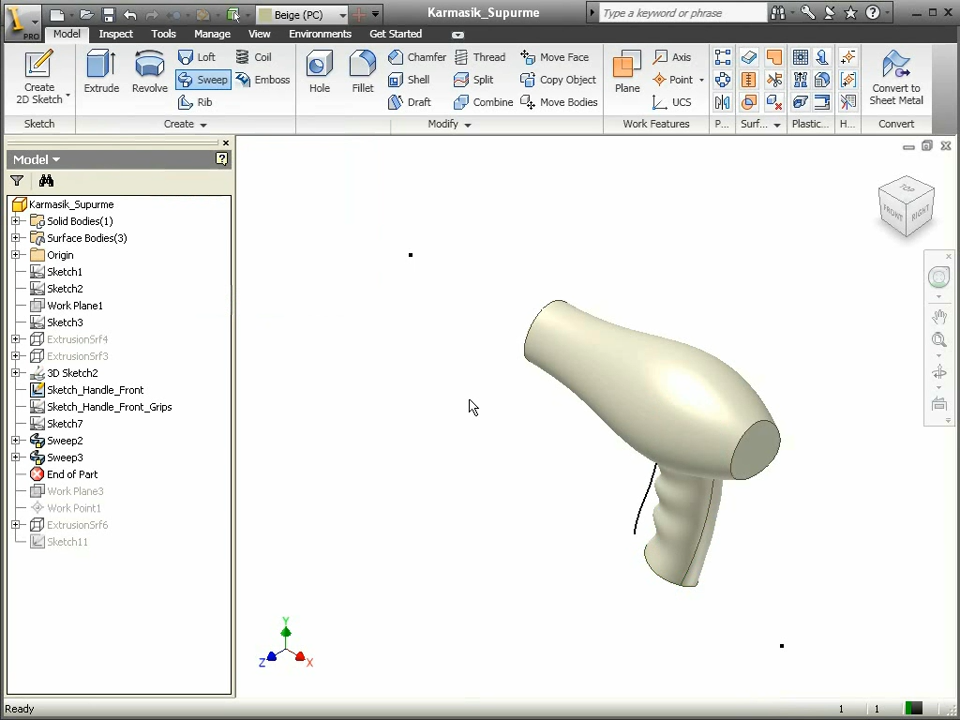 PRO
Beige (PC)
Karmasik_Supurme
Type a keyword or phrase
Model
Inspect
Tools
Manage
View
Environments
Get Started
Create
2D Sketch
Extrude
Revolve
Loft
Sweep
Rib
Coil
Emboss
Hole
Fillet
Chamfer
Shell
Draft
Thread
Split
Combine
Move Face
Copy Object
Move Bodies
Plane
Axis
Point
UCS
Convert to
Sheet Metal
Sketch
Create
Modify
Work Features
P...
Surf...
Plastic...
H...
Convert
Model
Karmasik_Supurme
Solid Bodies(1)
Surface Bodies(3)
Origin
Sketch1
Sketch2
Work Plane1
Sketch3
ExtrusionSrf4
ExtrusionSrf3
3D Sketch2
Sketch_Handle_Front
Sketch_Handle_Front_Grips
Sketch7
Sweep2
Sweep3
End of Part
Work Plane3
Work Point1
ExtrusionSrf6
Sketch11
TOP
FRONT
RIGHT
Y
Z
X
Ready
1
1